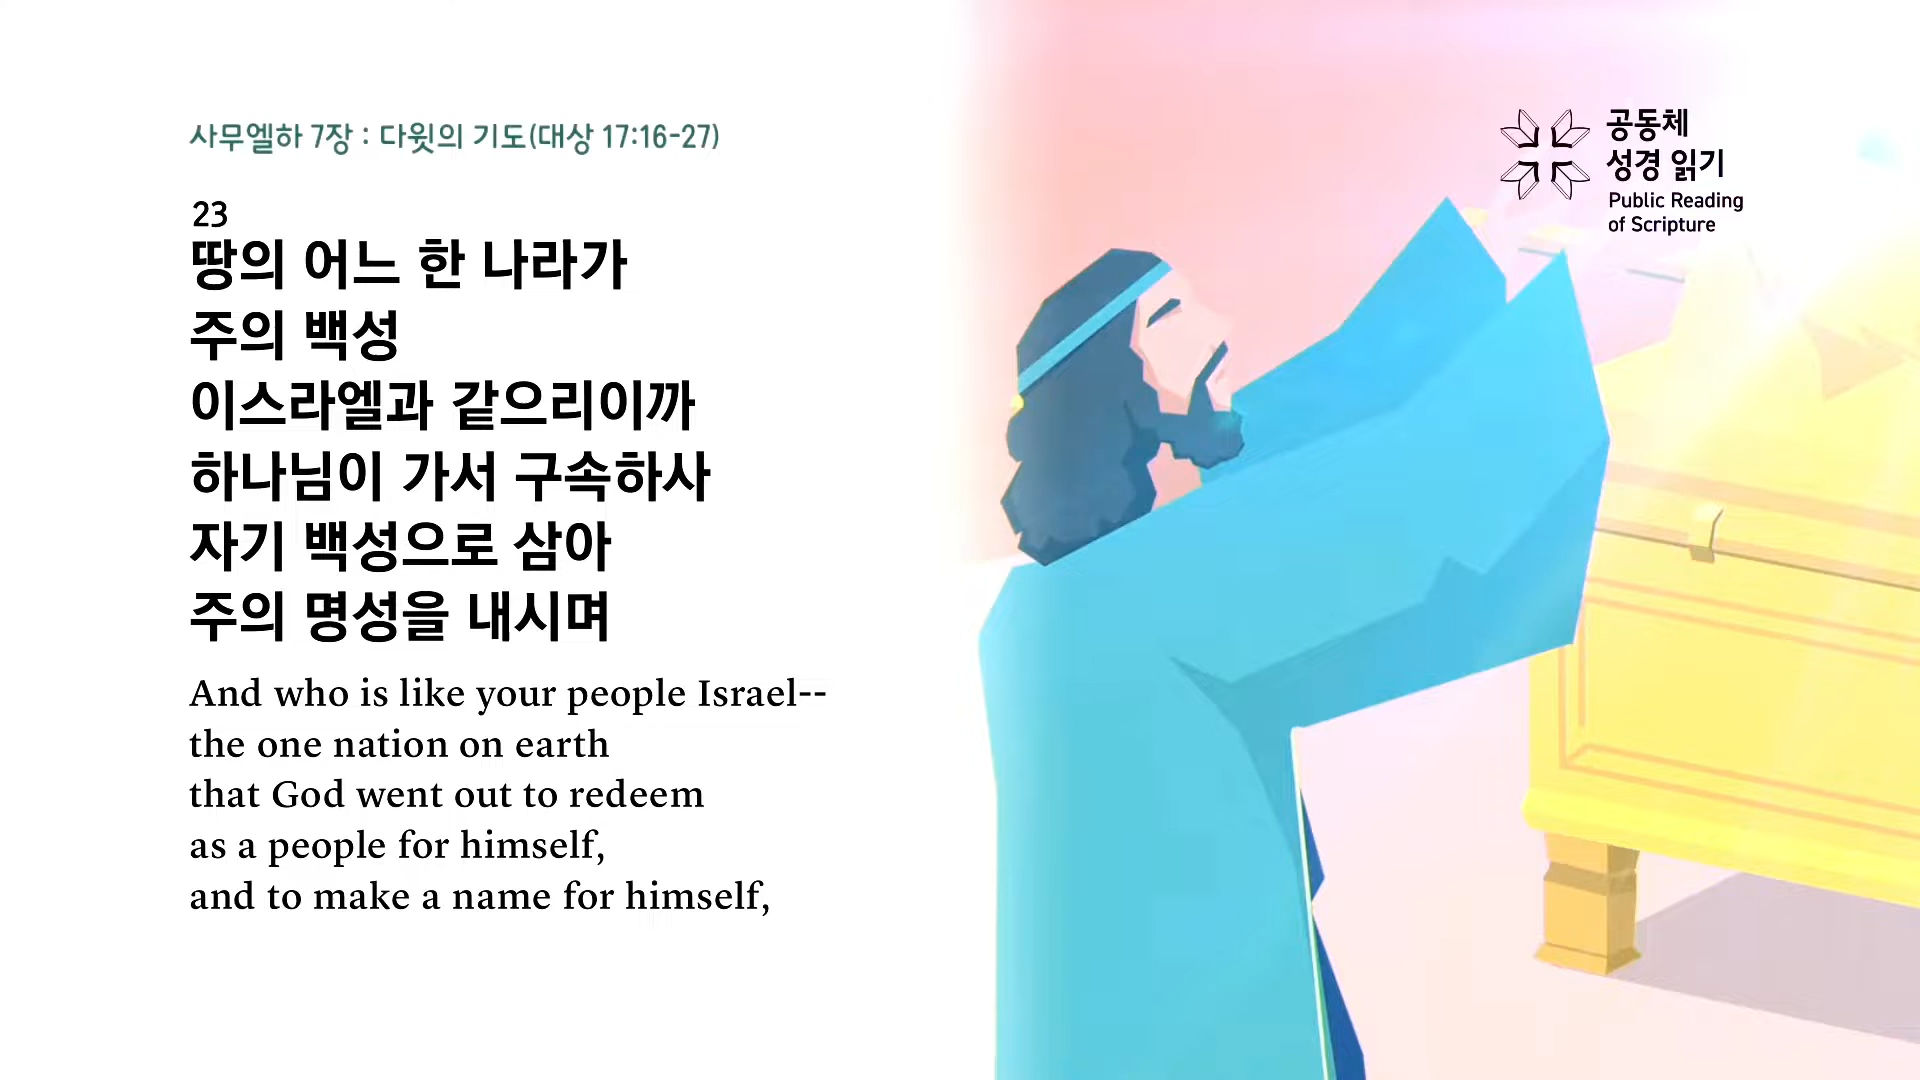 사무엘하 7장 : 다윗의 기도(대상 17:16-27)
23
땅의 어느 한 나라가
주의 백성
이스라엘과 같으리이까
하나님이 가서 구속하사
자기 백성으로 삼아
주의 명성을 내시며
And who is like your people Israel--
the one nation on earth
that God went out to redeem
as a people for himself,
and to make a name for himself,
공동체
성경 읽기
Public Reading
of Scripture